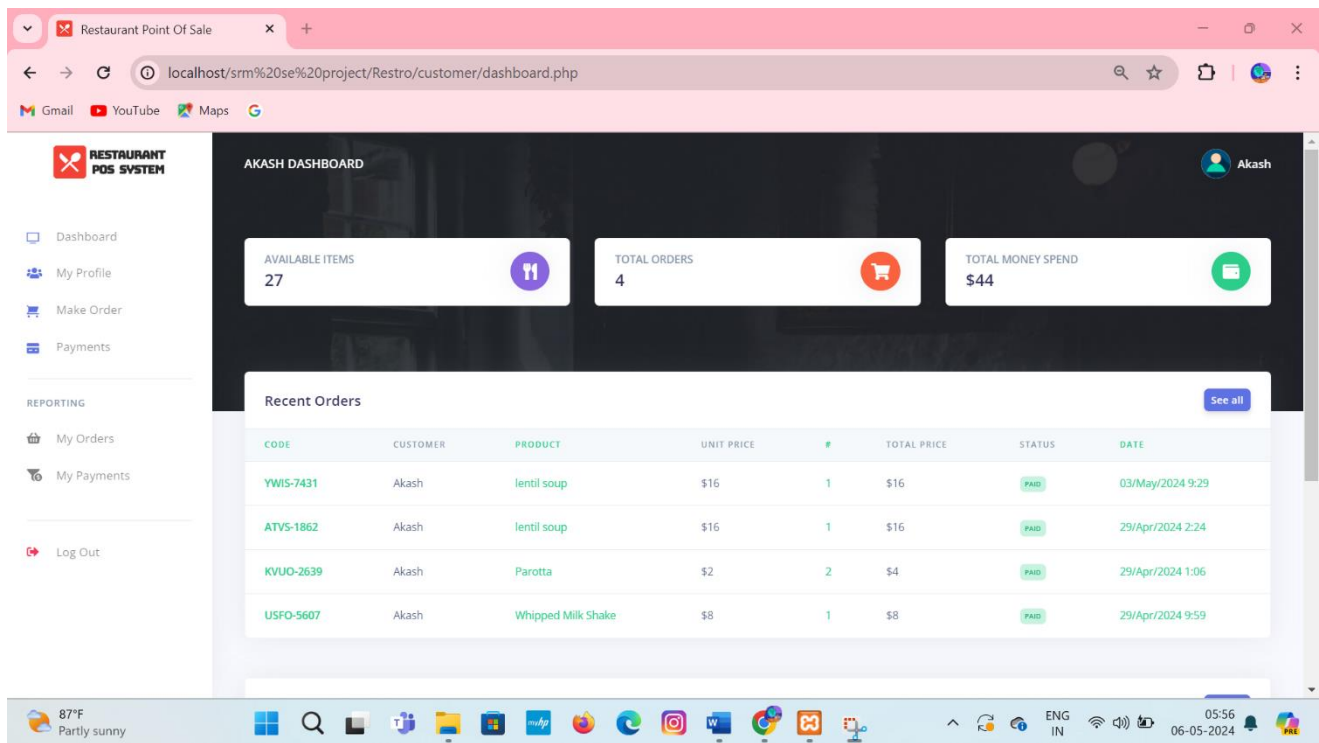 Restaurant Point Of Sale
localhost/srm%20se%20project/Restro/customer/dashboard.php
Gmail YouTube Maps
RESTAURANT
POS SYSTEM
AKASH DASHBOARD
Akash
Dashboard
My Profile
Make Order
Payments
REPORTING
My Orders
My Payments
Log Out
AVAILABLE ITEMS
27
TOTAL ORDERS
4
TOTAL MONEY SPEND
$44
Recent Orders
See all
CODE CUSTOMER PRODUCT UNIT PRICE # TOTAL PRICE STATUS DATE
YWIS-7431 Akash lentil soup $16 1 $16 PAID 03/May/2024 9:29
ATVS-1862 Akash lentil soup $16 1 $16 PAID 29/Apr/2024 2:24
KVUO-2639 Akash Parotta $2 2 $4 PAID 29/Apr/2024 1:06
USFO-5607 Akash Whipped Milk Shake $8 1 $8 PAID 29/Apr/2024 9:59
87°F
Partly sunny
myhp
ENG
IN
05:56
06-05-2024
PRE